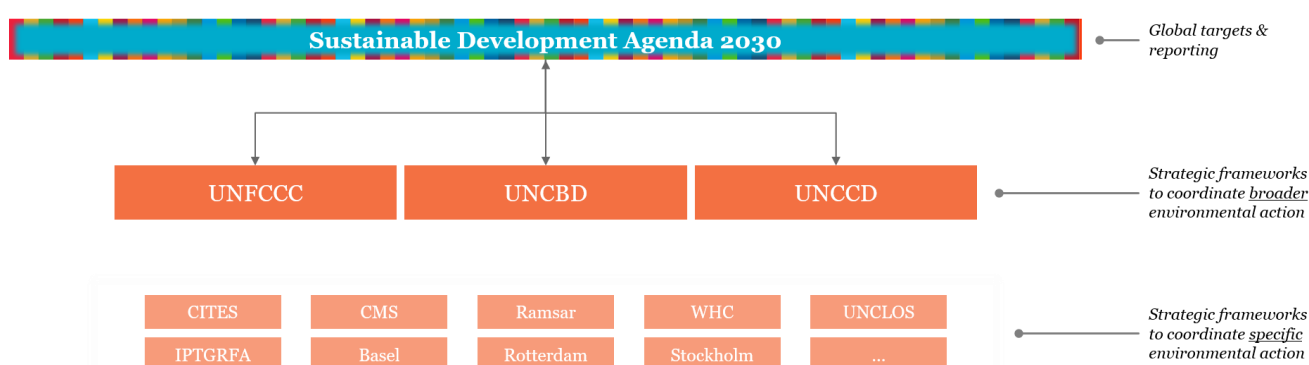 Sustainable Development Agenda 2030
Global targets &
reporting
UNFCCC
UNCBD
UNCCD
Strategic frameworks
to coordinate broader
environmental action
CITES
CMS
Ramsar
WHC
UNCLOS
IPTGRFA
Basel
Rotterdam
Stockholm
...
Strategic frameworks
to coordinate specific
environmental action